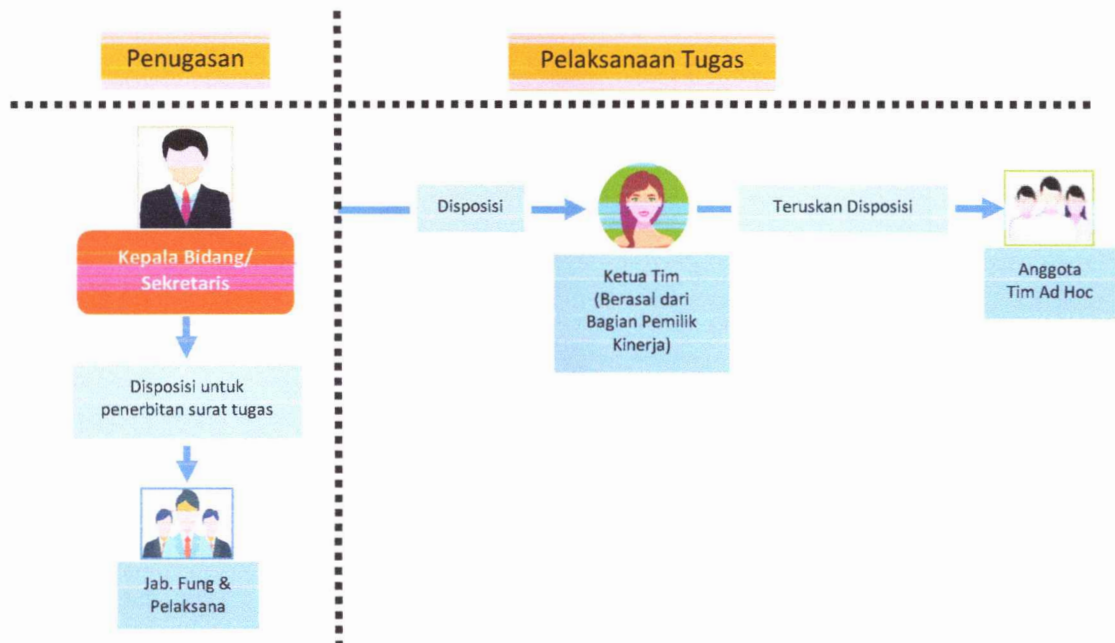 Penugasan
Pelaksanaan Tugas
Kepala Bidang/
Sekretaris
Disposisi untuk
penerbitan surat tugas
Jab. Fung &
Pelaksana
Disposisi
Ketua Tim
(Berasal dari
Bagian Pemilik
Kinerja)
Teruskan Disposisi
Anggota
Tim Ad Hoc